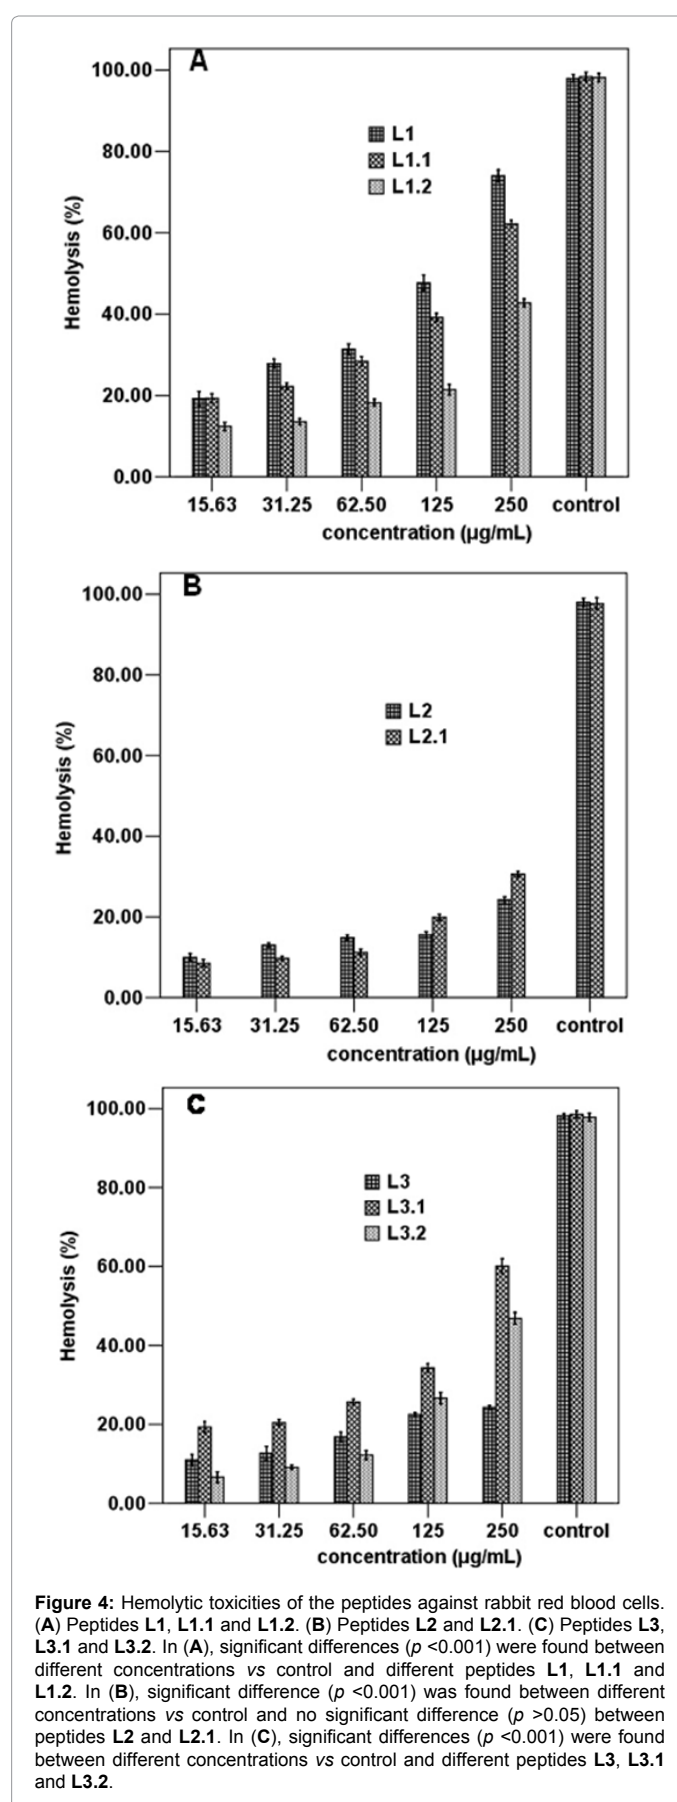 A
100.00
80.00
60.00
40.00
20.00
0.00
Hemolysis (%)
L1
L1.1
L1.2
15.63 31.25 62.50 125 250 control
concentration (µg/mL)
B
100.00
80.00
60.00
40.00
20.00
0.00
Hemolysis (%)
L2
L2.1
15.63 31.25 62.50 125 250 control
concentration (µg/mL)
C
100.00
80.00
60.00
40.00
20.00
0.00
Hemolysis (%)
L3
L3.1
L3.2
15.63 31.25 62.50 125 250 control
concentration (µg/mL)
Figure 4: Hemolytic toxicities of the peptides against rabbit red blood cells.
(A) Peptides L1, L1.1 and L1.2. (B) Peptides L2 and L2.1. (C) Peptides L3,
L3.1 and L3.2. In (A), significant differences (p <0.001) were found between
different concentrations vs control and different peptides L1, L1.1 and
L1.2. In (B), significant difference (p <0.001) was found between different
concentrations vs control and no significant difference (p >0.05) between
peptides L2 and L2.1. In (C), significant differences (p <0.001) were found
between different concentrations vs control and different peptides L3, L3.1
and L3.2.